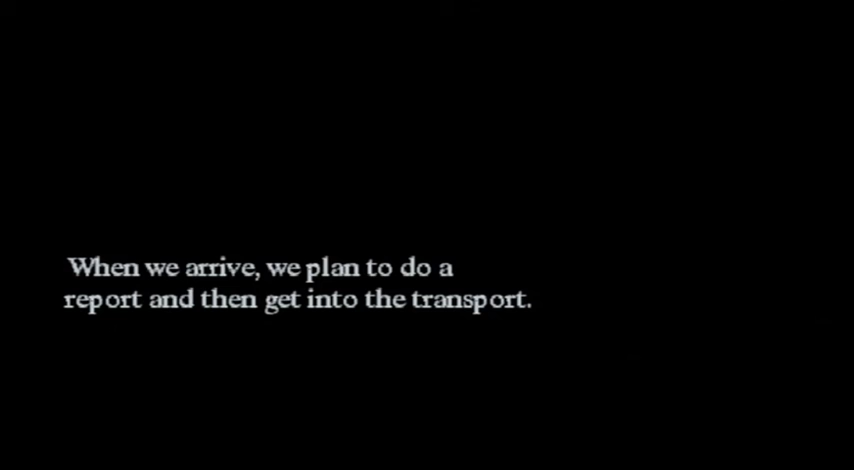 When we arrive, we plan to do a
report and then get into the transport.